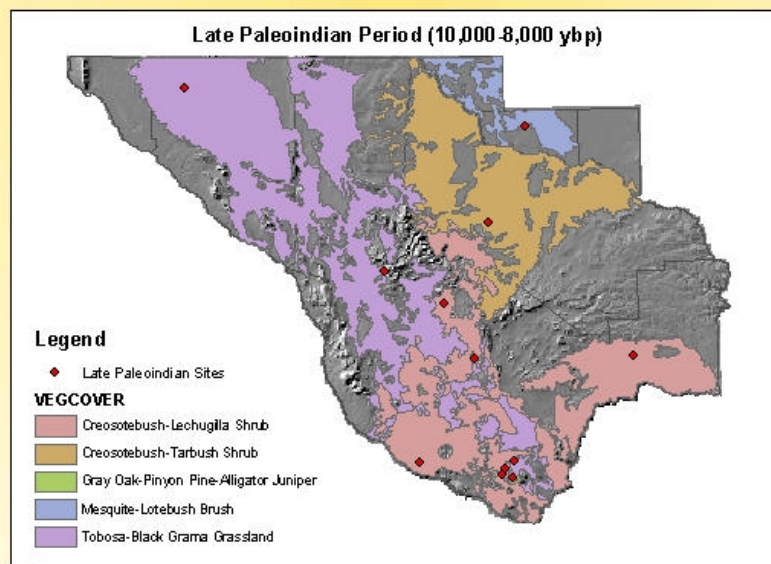 Late Paleoindian Period (10,000-8,000 ybp)
Legend
Late Paleoindian Sites
VEGCOVER
Creosotebush-Lechugilla Shrub
Creosotebush-Tarbush Shrub
Gray Oak-Pinyon Pine-Alligator Juniper
Mesquite-Lotebush Brush
Tobosa-Black Grama Grassland